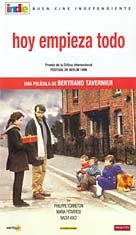 indie
BUEN CINE INDEPENDIENTE
hoy empieza todo
Premio de la Crítica Internacional
FESTIVAL DE BERLIN 1999
UNA PELÍCULA DE BERTRAND TAVERNIER
PHILIPPE TORRETON
MARIA PITARRESI
NADIA KACI